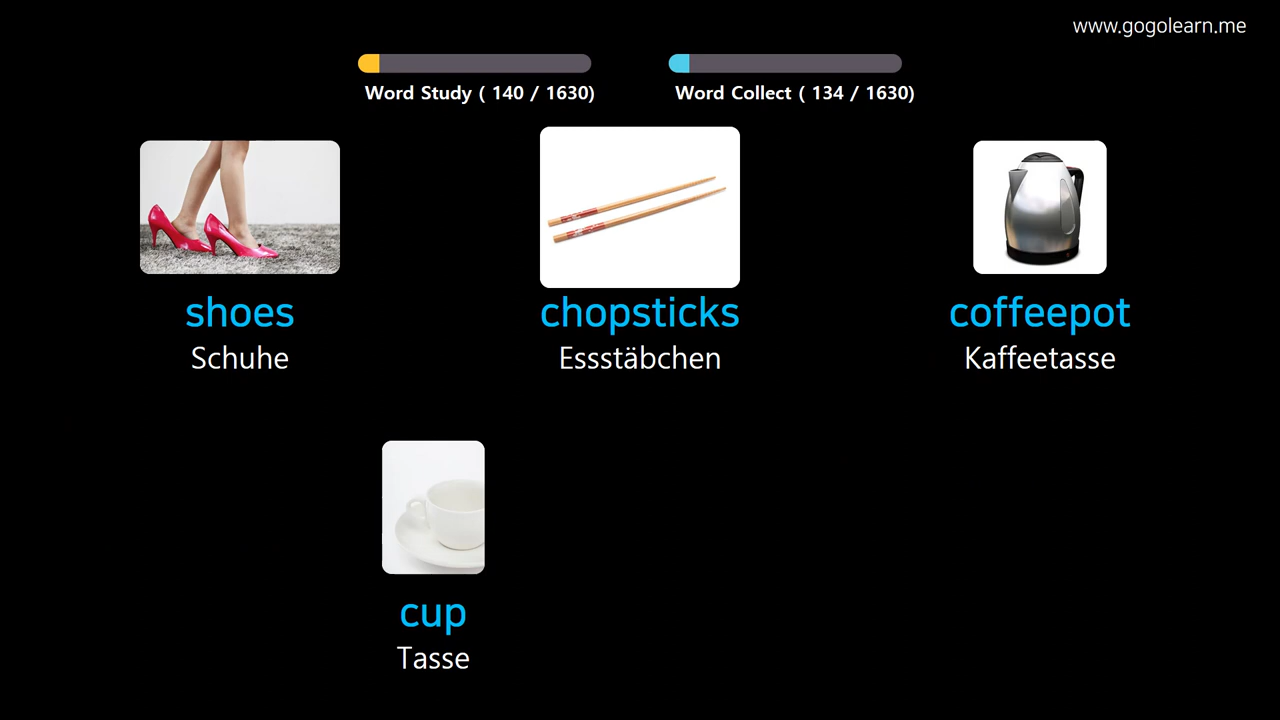 www.gogolearn.me
Word Study ( 140 / 1630)
Word Collect ( 134 / 1630)
shoes
Schuhe
chopsticks
Essstäbchen
coffeepot
Kaffeetasse
cup
Tasse